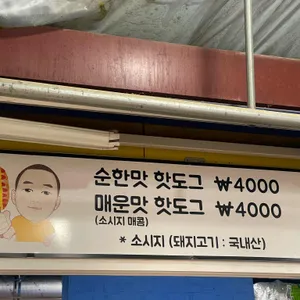 순한맛 핫도그 ₩4000
매운맛 핫도그 ₩4000
(소시지 매콤)
* 소시지 (돼지고기 : 국내산)